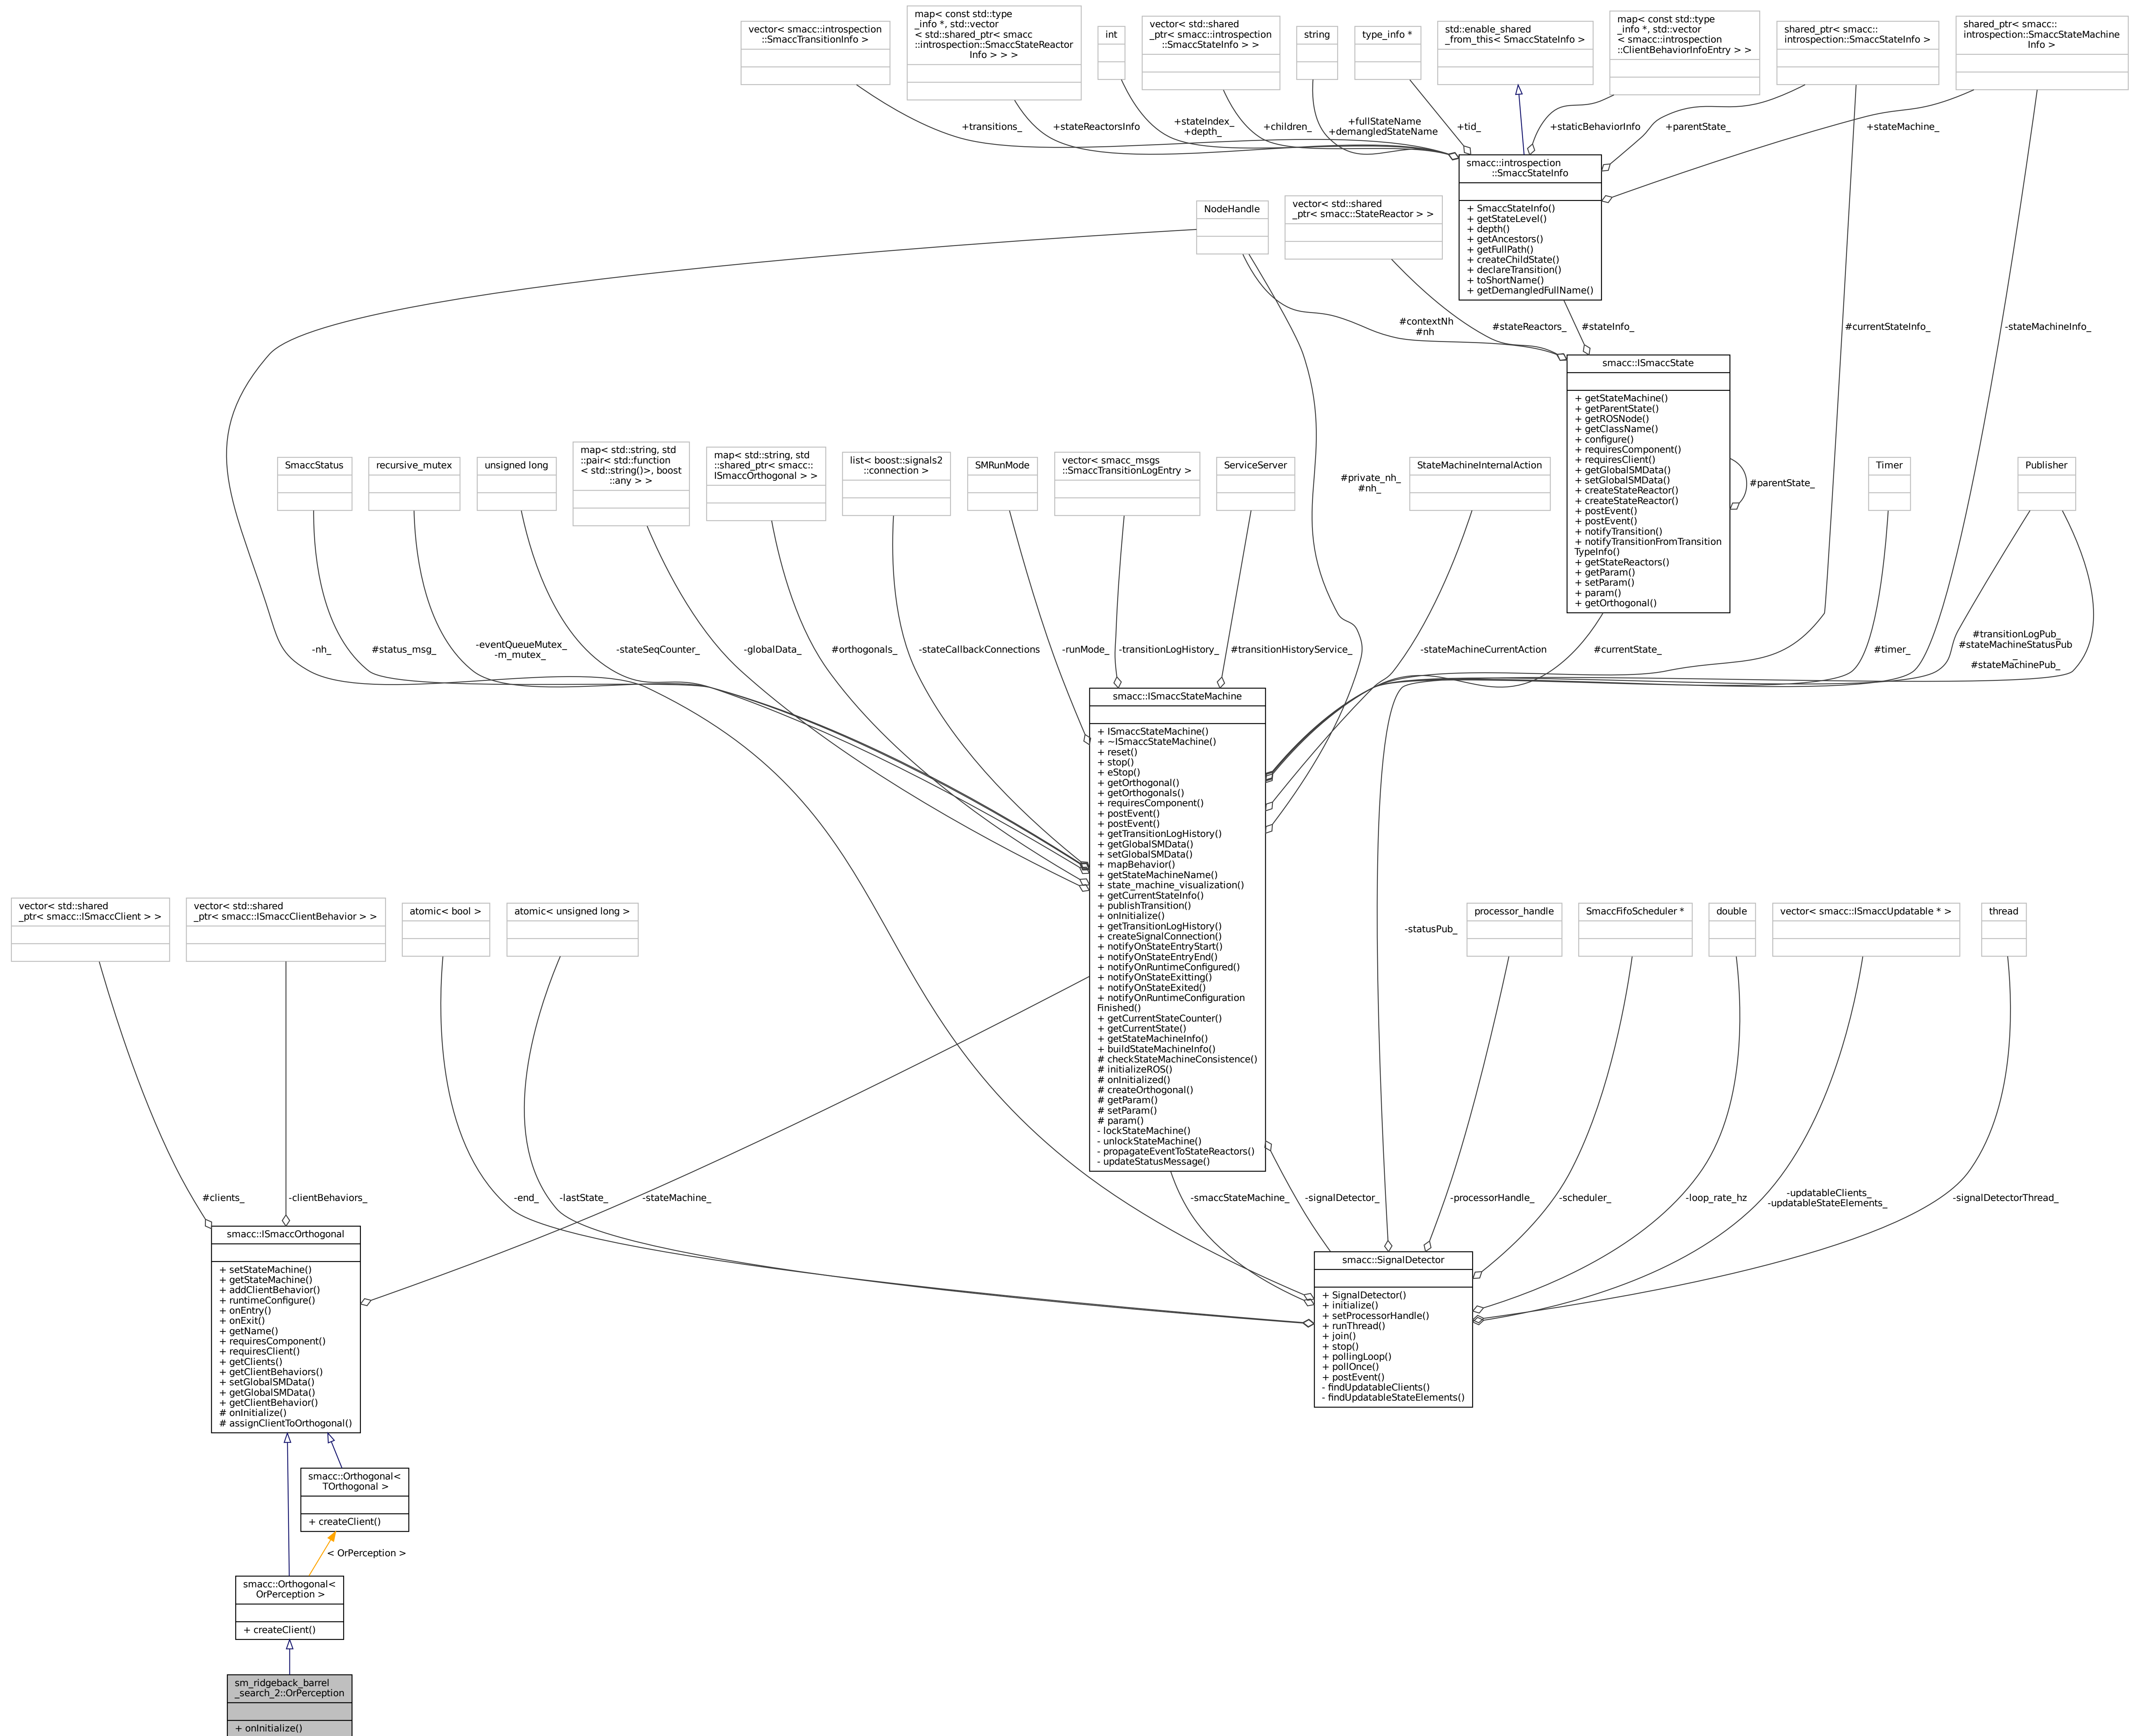 vector< smacc::introspection
::SmaccTransitionInfo >
map< const std::type
_info *, std::vector
< std::shared_ptr< smacc
::introspection::SmaccStateReactor
Info > > >
int
vector< std::shared
_ptr< smacc::introspection
::SmaccStateInfo > >
string
type_info *
std::enable_shared
_from_this< SmaccStateInfo >
map< const std::type
_info *, std::vector
< smacc::introspection
::ClientBehaviorInfoEntry > >
shared_ptr< smacc::
introspection::SmaccStateInfo >
shared_ptr< smacc::
introspection::SmaccStateMachine
Info >
+transitions_
+stateReactorsInfo
+stateIndex_
+depth_
+children_
+fullStateName
+demangledStateName
+tid_
+staticBehaviorInfo
+parentState_
+stateMachine_
smacc::introspection
::SmaccStateInfo
+ SmaccStateInfo()
+ getStateLevel()
+ depth()
+ getAncestors()
+ getFullPath()
+ createChildState()
+ declareTransition()
+ toShortName()
+ getDemangledFullName()
NodeHandle
vector< std::shared
_ptr< smacc::StateReactor > >
#contextNh
#nh
#stateReactors_
#stateInfo_
#currentStateInfo_
-stateMachineInfo_
smacc::ISmaccState
+ getStateMachine()
+ getParentState()
+ getROSNode()
+ getClassName()
+ configure()
+ requiresComponent()
+ requiresClient()
+ getGlobalSMData()
+ setGlobalSMData()
+ createStateReactor()
+ createStateReactor()
+ postEvent()
+ postEvent()
+ notifyTransition()
+ notifyTransitionFromTransition
TypeInfo()
+ getStateReactors()
+ getParam()
+ setParam()
+ param()
+ getOrthogonal()
#parentState_
SmaccStatus
recursive_mutex
unsigned long
map< std::string, std
::pair< std::function
< std::string()>, boost
::any > >
map< std::string, std
::shared_ptr< smacc::
ISmaccOrthogonal > >
list< boost::signals2
::connection >
SMRunMode
vector< smacc_msgs
::SmaccTransitionLogEntry >
ServiceServer
#private_nh_
#nh_
StateMachineInternalAction
Timer
Publisher
-nh_
#status_msg_
-eventQueueMutex_
-m_mutex_
-stateSeqCounter_
-globalData_
#orthogonals_
-stateCallbackConnections
-runMode_
-transitionLogHistory_
#transitionHistoryService_
-stateMachineCurrentAction
#currentState_
#timer_
#transitionLogPub_
#stateMachineStatusPub
_
#stateMachinePub_
smacc::ISmaccStateMachine
+ ISmaccStateMachine()
+ ~ISmaccStateMachine()
+ reset()
+ stop()
+ eStop()
+ getOrthogonal()
+ getOrthogonals()
+ requiresComponent()
+ postEvent()
+ postEvent()
+ getTransitionLogHistory()
+ getGlobalSMData()
+ setGlobalSMData()
+ mapBehavior()
+ getStateMachineName()
+ state_machine_visualization()
+ getCurrentStateInfo()
+ publishTransition()
+ onInitialize()
+ getTransitionLogHistory()
+ createSignalConnection()
+ notifyOnStateEntryStart()
+ notifyOnStateEntryEnd()
+ notifyOnRuntimeConfigured()
+ notifyOnStateExitting()
+ notifyOnStateExited()
+ notifyOnRuntimeConfiguration
Finished()
+ getCurrentStateCounter()
+ getCurrentState()
+ getStateMachineInfo()
+ buildStateMachineInfo()
# checkStateMachineConsistence()
# initializeROS()
# onInitialized()
# createOrthogonal()
# getParam()
# setParam()
# param()
- lockStateMachine()
- unlockStateMachine()
- propagateEventToStateReactors()
- updateStatusMessage()
vector< std::shared
_ptr< smacc::ISmaccClient > >
vector< std::shared
_ptr< smacc::ISmaccClientBehavior > >
atomic< bool >
atomic< unsigned long >
-statusPub_
processor_handle
SmaccFifoScheduler *
double
vector< smacc::ISmaccUpdatable * >
thread
#clients_
-clientBehaviors_
-end_
-lastState_
-stateMachine_
-smaccStateMachine_
-signalDetector_
-processorHandle_
-scheduler_
-loop_rate_hz
-updatableClients_
-updatableStateElements_
-signalDetectorThread_
smacc::ISmaccOrthogonal
+ setStateMachine()
+ getStateMachine()
+ addClientBehavior()
+ runtimeConfigure()
+ onEntry()
+ onExit()
+ getName()
+ requiresComponent()
+ requiresClient()
+ getClients()
+ getClientBehaviors()
+ setGlobalSMData()
+ getGlobalSMData()
+ getClientBehavior()
# onInitialize()
# assignClientToOrthogonal()
smacc::SignalDetector
+ SignalDetector()
+ initialize()
+ setProcessorHandle()
+ runThread()
+ join()
+ stop()
+ pollingLoop()
+ pollOnce()
+ postEvent()
- findUpdatableClients()
- findUpdatableStateElements()
smacc::Orthogonal<
TOrthogonal >
+ createClient()
< OrPerception >
smacc::Orthogonal<
OrPerception >
+ createClient()
sm_ridgeback_barrel
_search_2::OrPerception
+ onInitialize()